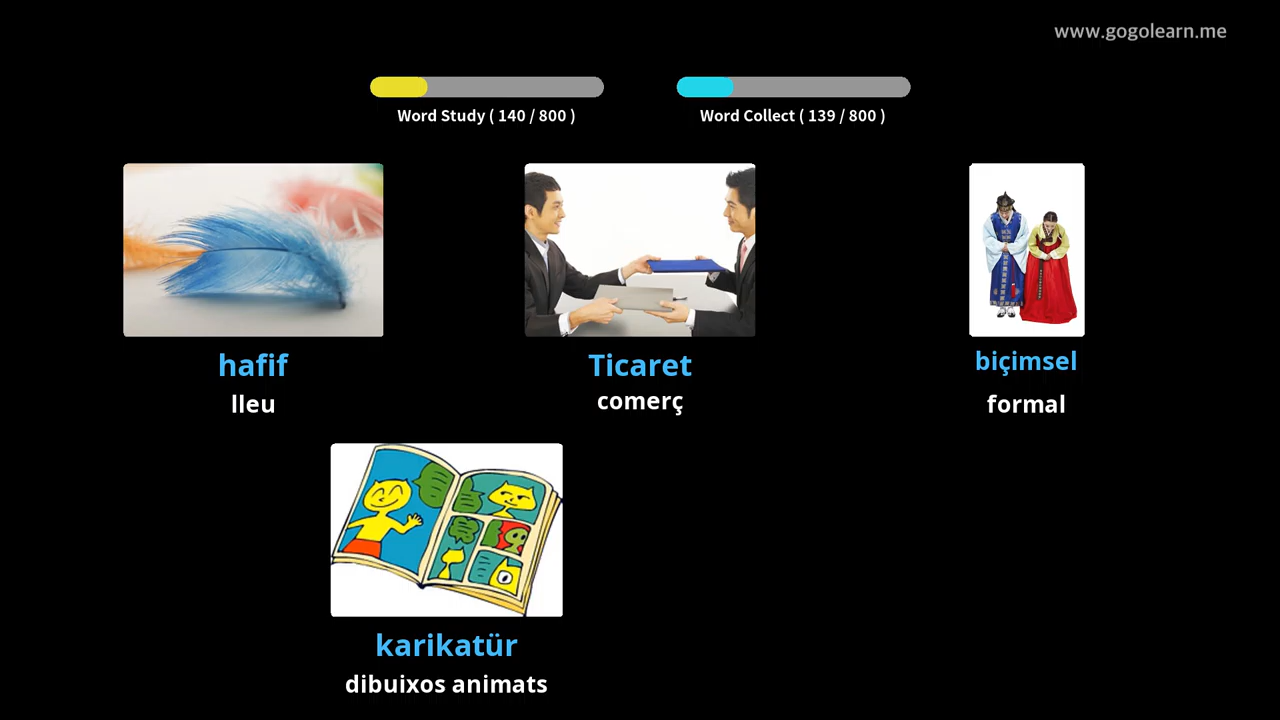 www.gogolearn.me
Word Study ( 140 / 800 )
Word Collect ( 139 / 800 )
hafif
lleu
Ticaret
comerç
biçimsel
formal
karikatür
dibuixos animats